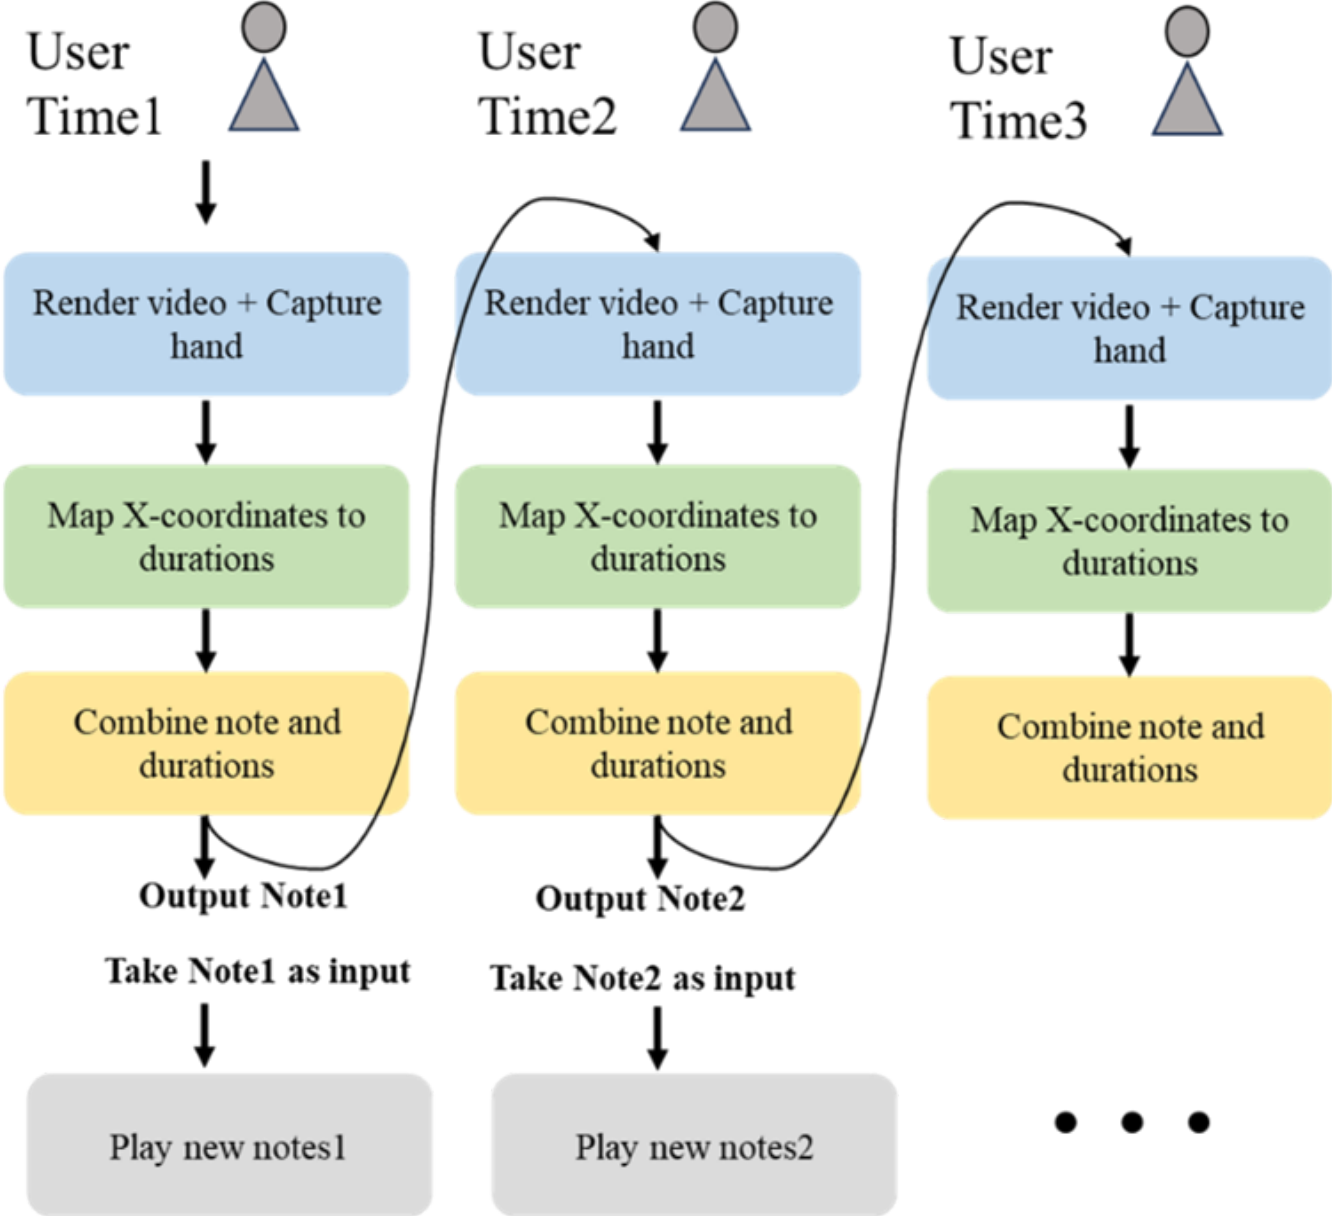 User
Time1
User
Time2
User
Time3
Render video + Capture
hand
Render video + Capture
hand
Render video + Capture
hand
Map X-coordinates to
durations
Map X-coordinates to
durations
Map X-coordinates to
durations
Combine note and
durations
Combine note and
durations
Combine note and
durations
Output Note1
Output Note2
Take Note1 as input
Take Note2 as input
Play new notes1
Play new notes2